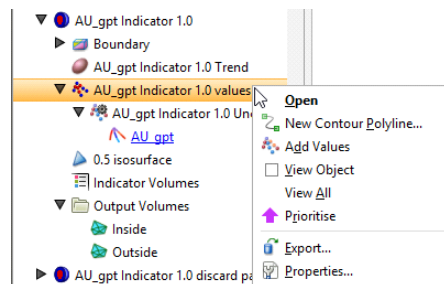 AU_gpt Indicator 1.0
Boundary
AU_gpt Indicator 1.0 Trend
AU_gpt Indicator 1.0 values
AU_gpt Indicator 1.0
AU_gpt
0.5 isosurface
Indicator Volumes
Output Volumes
Inside
Outside
AU_gpt Indicator 1.0 discard
Open
New Contour Polyline...
Add Values
View Object
View All
Prioritise
Export...
Properties...